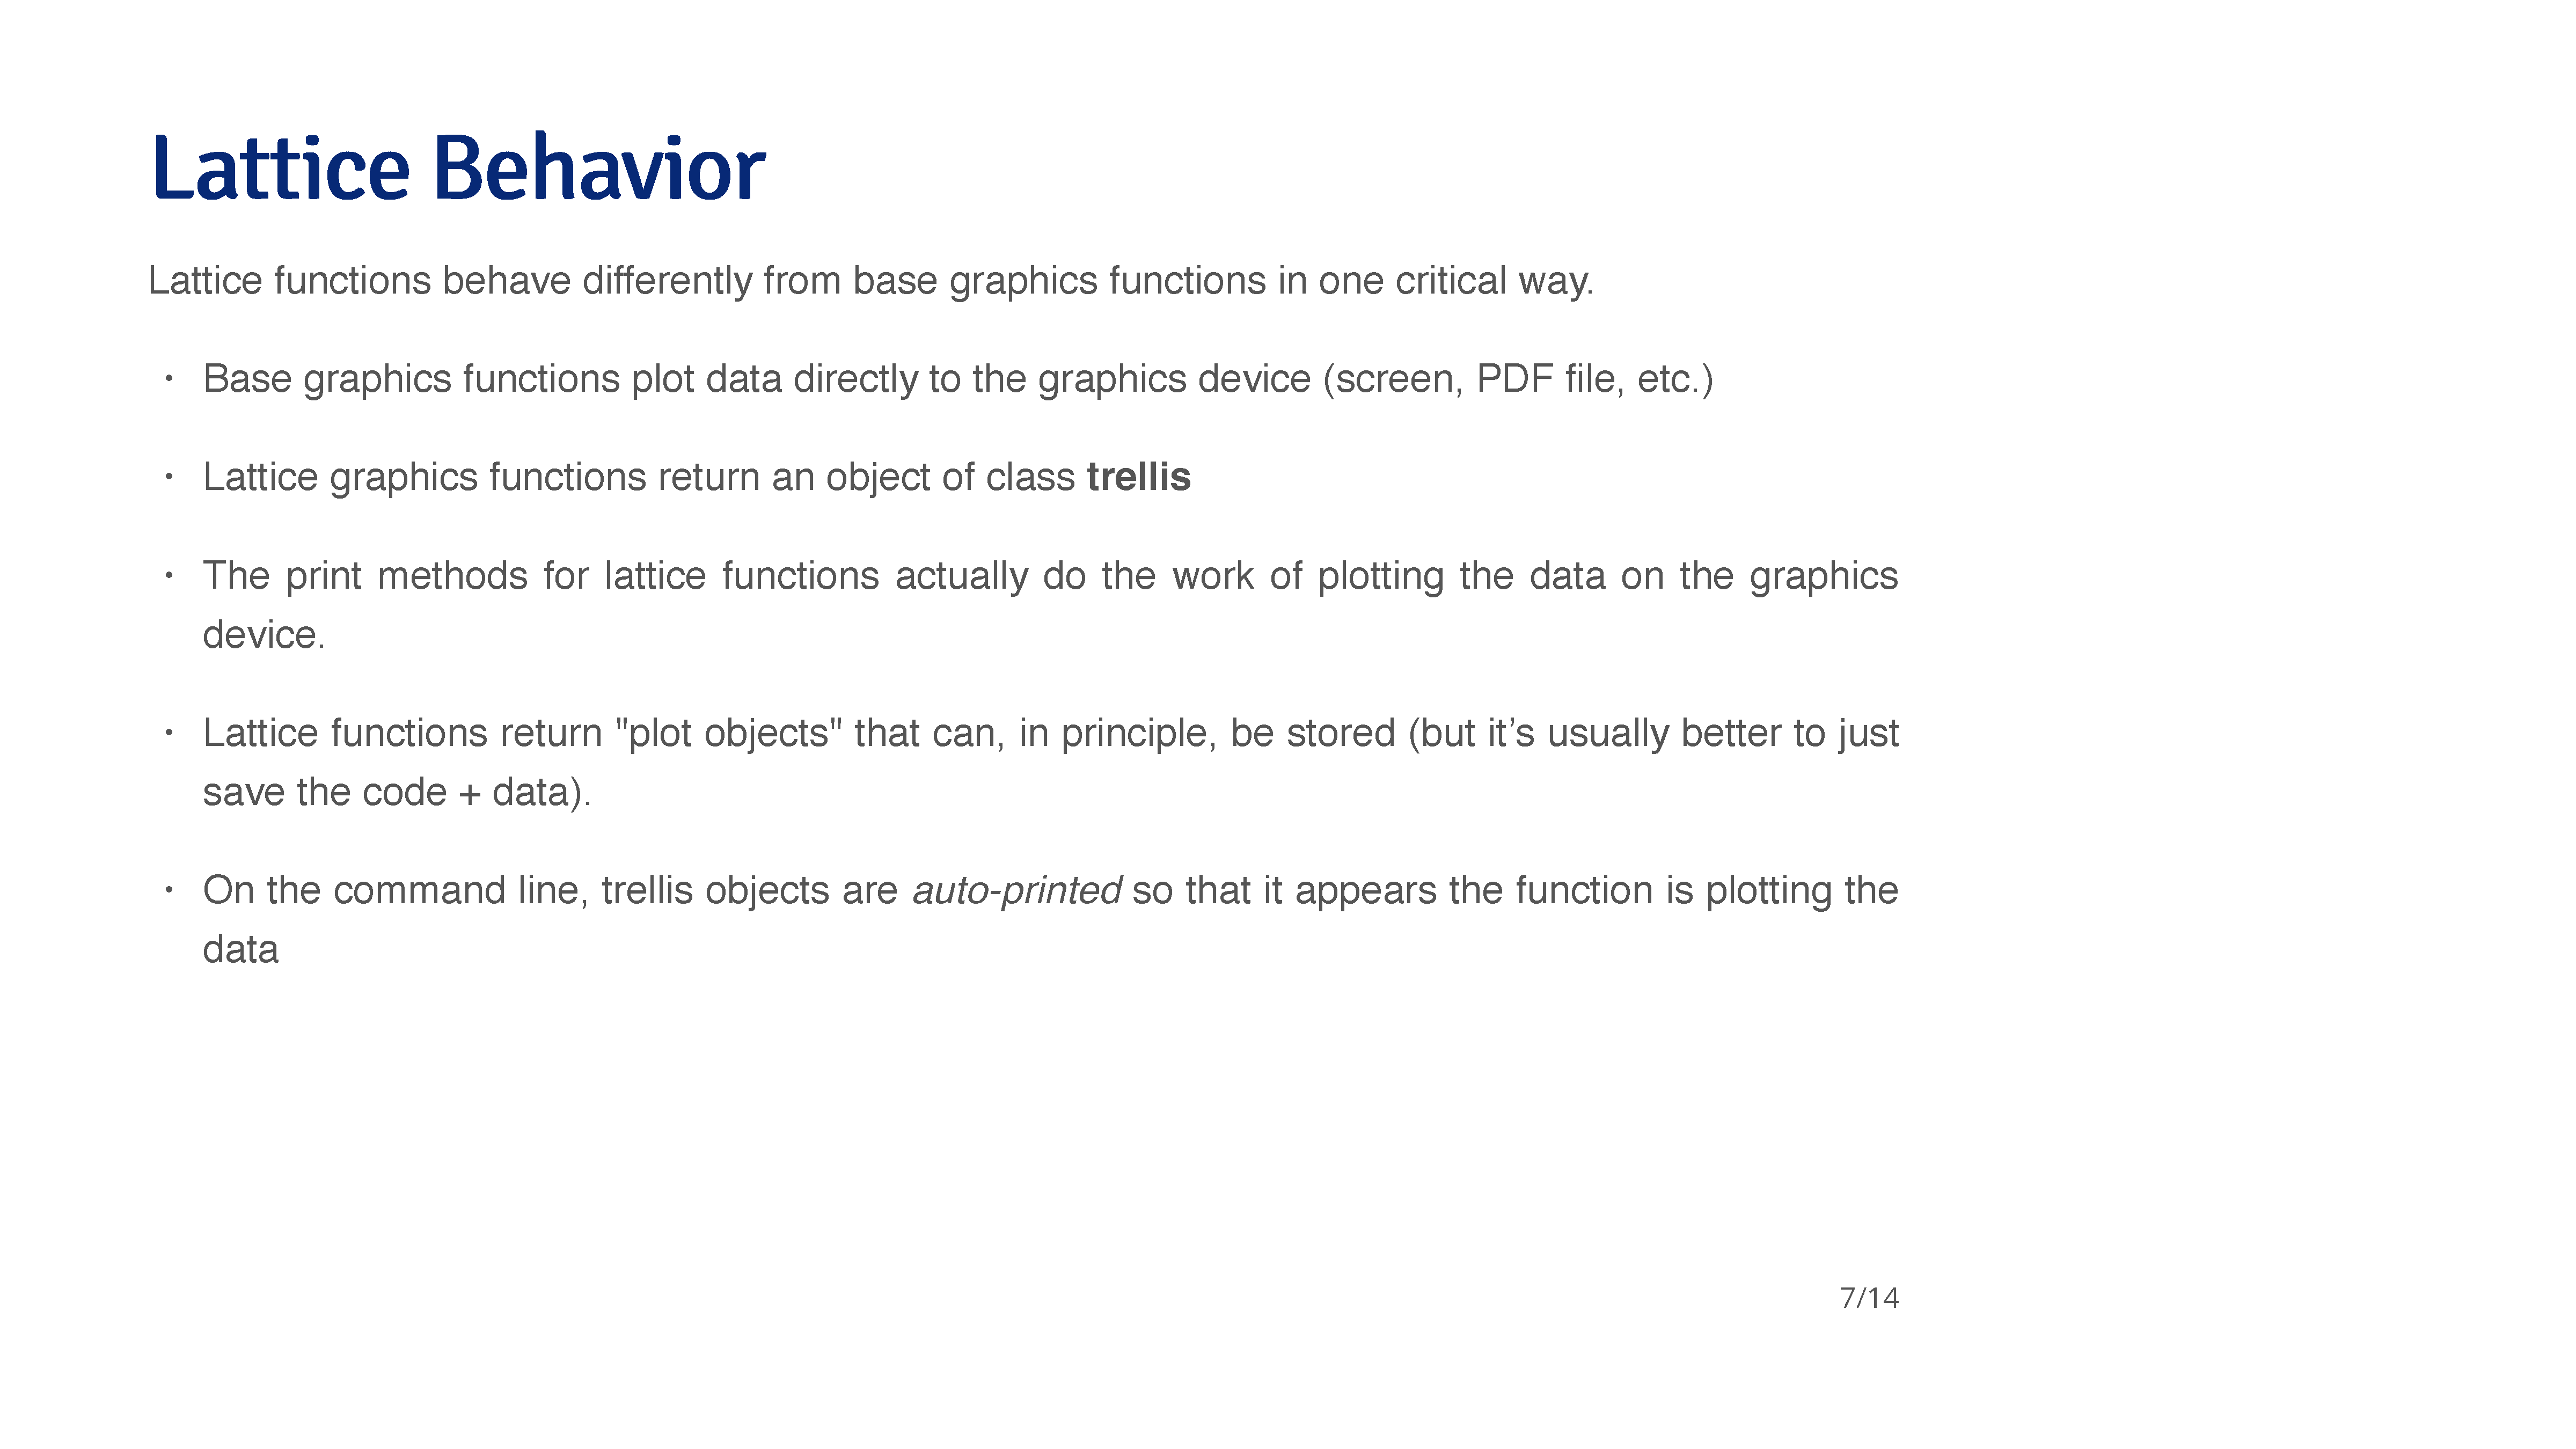 Lattice Behavior
Lattice functions behave differently from base graphics functions in one critical way.
· Base graphics functions plot data directly to the graphics device (screen, PDF file, etc.)
· Lattice graphics functions return an object of class trellis
· The print methods for lattice functions actually do the work of plotting the data on the graphics
device.
· Lattice functions return "plot objects" that can, in principle, be stored (but it’s usually better to just
save the code + data).
· On the command line, trellis objects are auto-printed so that it appears the function is plotting the
data
7/14